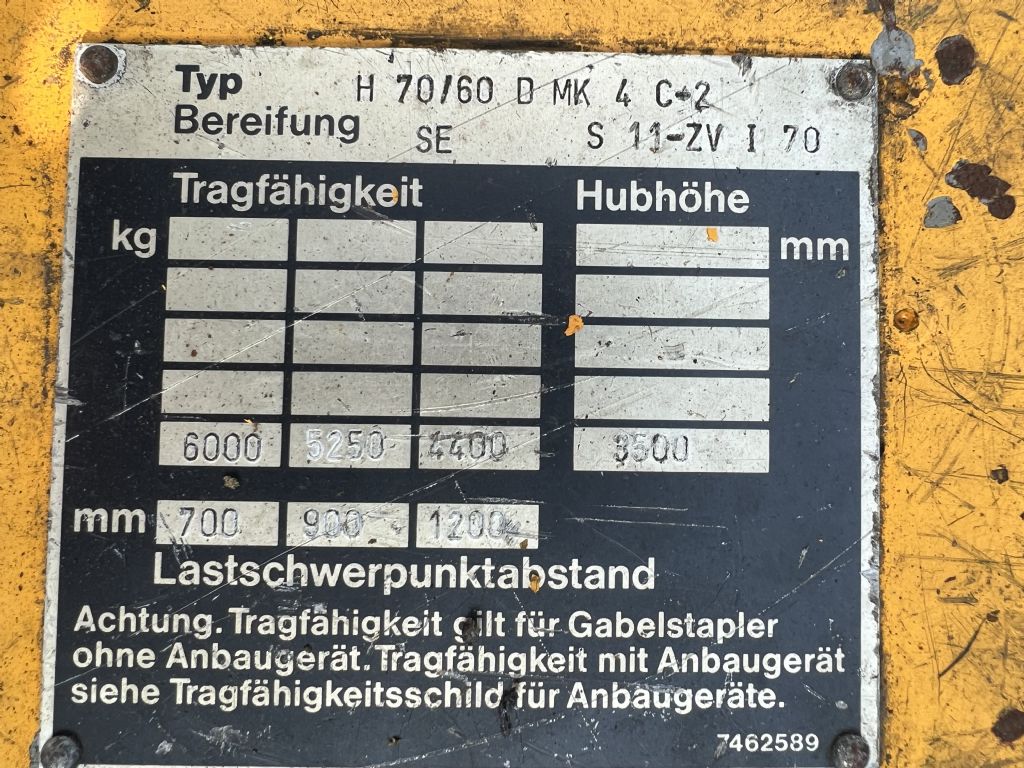 Typ H 70/60 D MK 4 C-2
Bereifung SE S 11-ZV I 70
Tragfähigkeit Hubhöhe
kg mm
6000 5250 4400 3500
mm 700 900 1200
Lastschwerpunktabstand
Achtung. Tragfähigkeit gilt für Gabelstapler
ohne Anbaugerät. Tragfähigkeit mit Anbaugerät
siehe Tragfähigkeitsschild für Anbaugeräte.
7462589